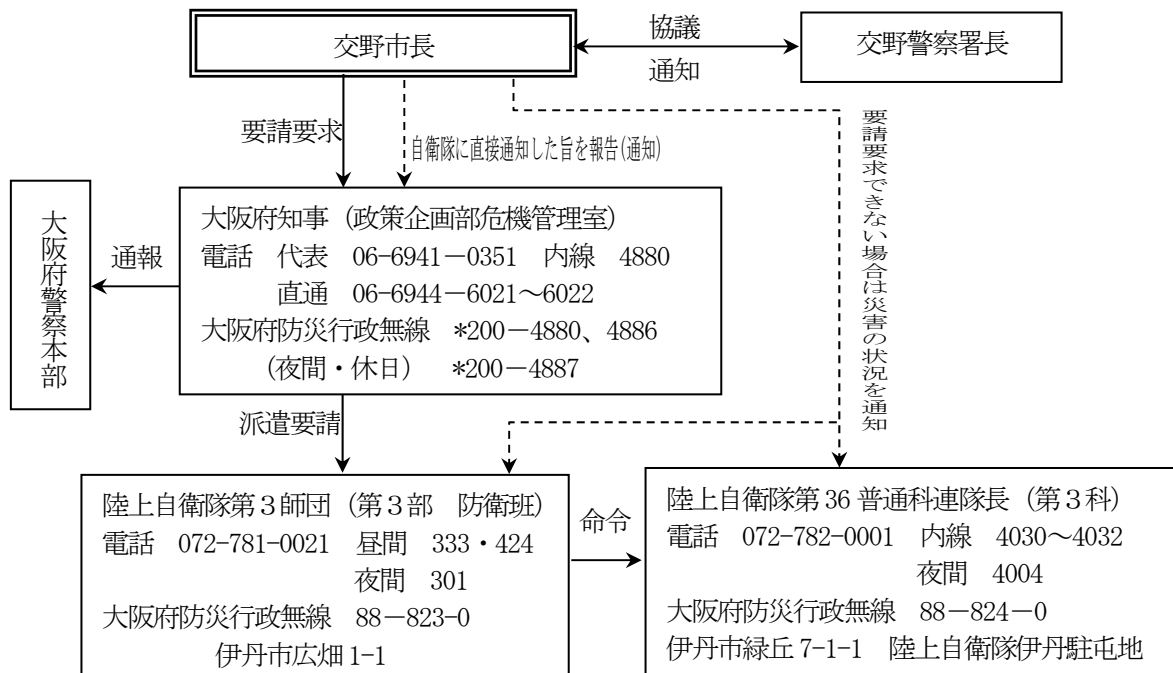 交野市長
協議
通知
交野警察署長
要請要求
自衛隊に直接通知した旨を報告(通知)
要請要求できない場合は災害の状況を通知
大阪府警察本部
通報
大阪府知事（政策企画部危機管理室）
電話　代表　06-6941－0351　内線　4880
直通　06-6944－6021～6022
大阪府防災行政無線　*200－4880、4886
（夜間・休日）　*200－4887
派遣要請
陸上自衛隊第３師団（第３部　防衛班）
電話　072-781-0021　昼間　333・424
夜間　301
大阪府防災行政無線　88－823-0
伊丹市広畑 1-1
命令
陸上自衛隊第 36 普通科連隊長（第３科）
電話　072-782-0001　内線　4030～4032
夜間　4004
大阪府防災行政無線　88－824－0
伊丹市緑丘 7-1-1　陸上自衛隊伊丹駐屯地